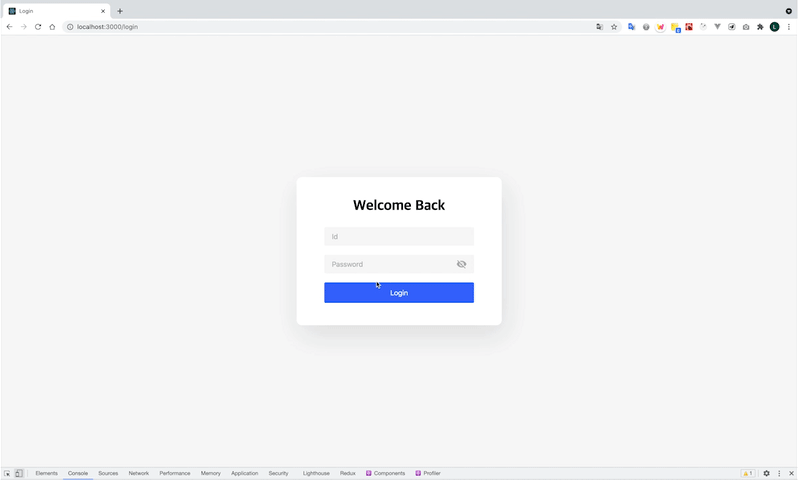 Login
localhost:3000/login
Welcome Back
Id
Password
Login
Elements Console Sources Network Performance Memory Application Security Lighthouse Redux Components Profiler 1